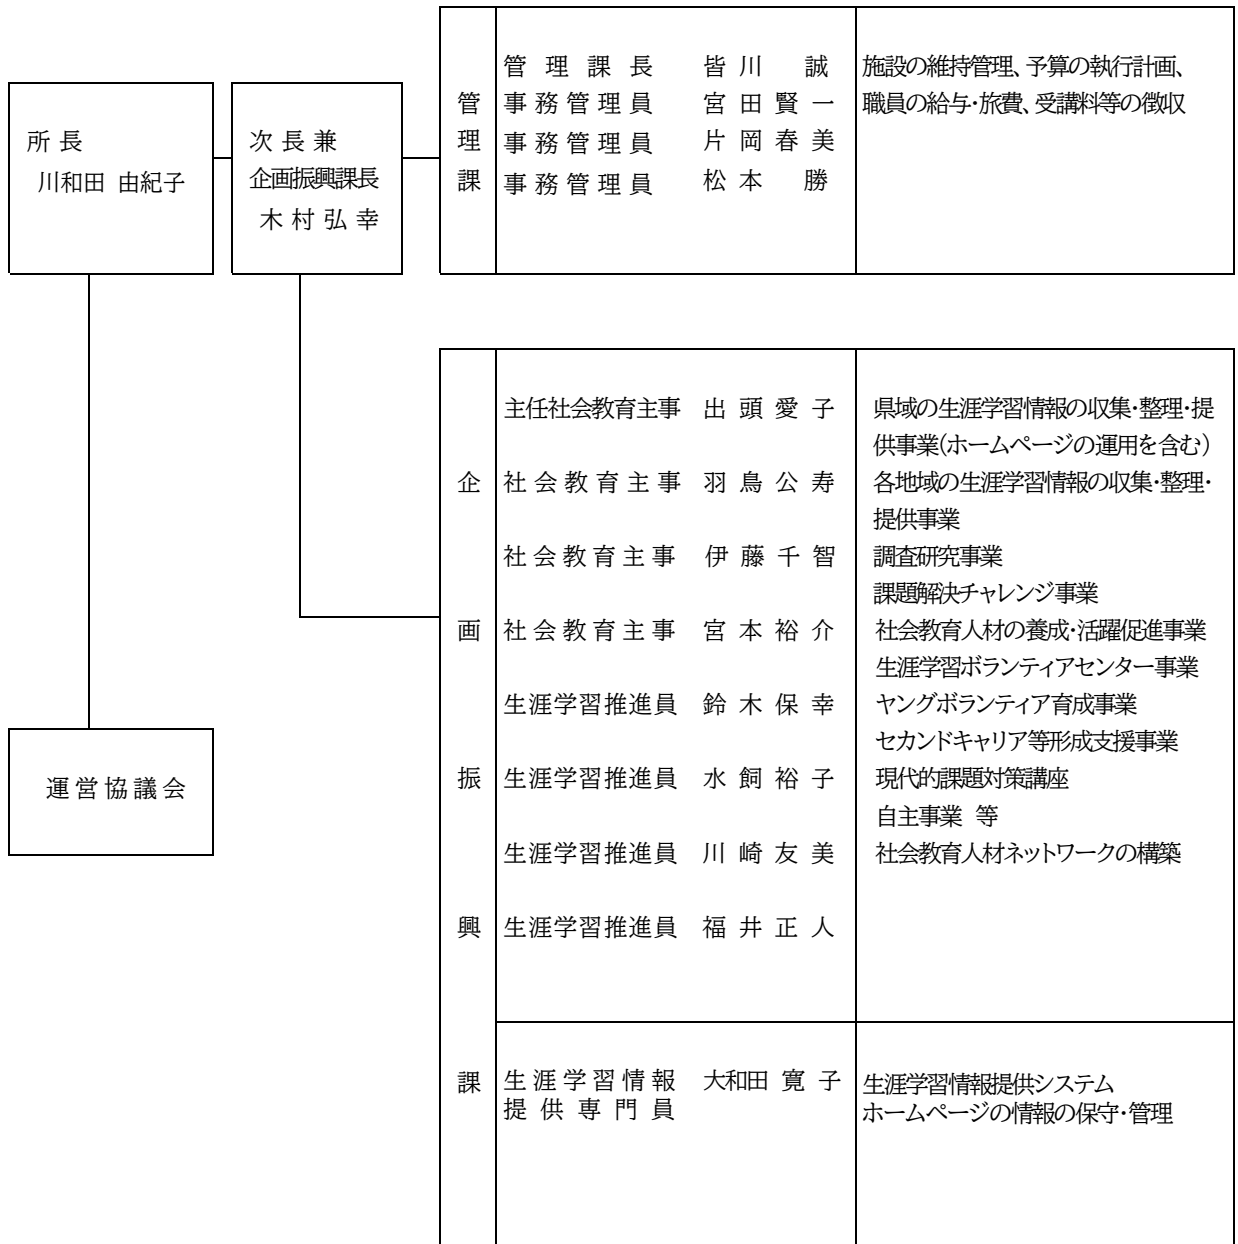 所長
川和田 由紀子
次長兼
企画振興課長
木村弘幸
管理課
管理課長 皆川 誠
事務管理員 宮田賢一
事務管理員 片岡春美
事務管理員 松本 勝
施設の維持管理、予算の執行計画、
職員の給与・旅費、受講料等の徴収
運営協議会
企画振興課
主任社会教育主事 出頭愛子
社会教育主事 羽鳥公寿
社会教育主事 伊藤千智
社会教育主事 宮本裕介
生涯学習推進員 鈴木保幸
生涯学習推進員 水飼裕子
生涯学習推進員 川崎友美
生涯学習推進員 福井正人
県域の生涯学習情報の収集・整理・提
供事業(ホームページの運用を含む)
各地域の生涯学習情報の収集・整理・
提供事業
調査研究事業
課題解決チャレンジ事業
社会教育人材の養成・活躍促進事業
生涯学習ボランティアセンター事業
ヤングボランティア育成事業
セカンドキャリア等形成支援事業
現代的課題対策講座
自主事業 等
社会教育人材ネットワークの構築
生涯学習情報 大和田 寛子
提供専門員
生涯学習情報提供システム
ホームページの情報の保守・管理